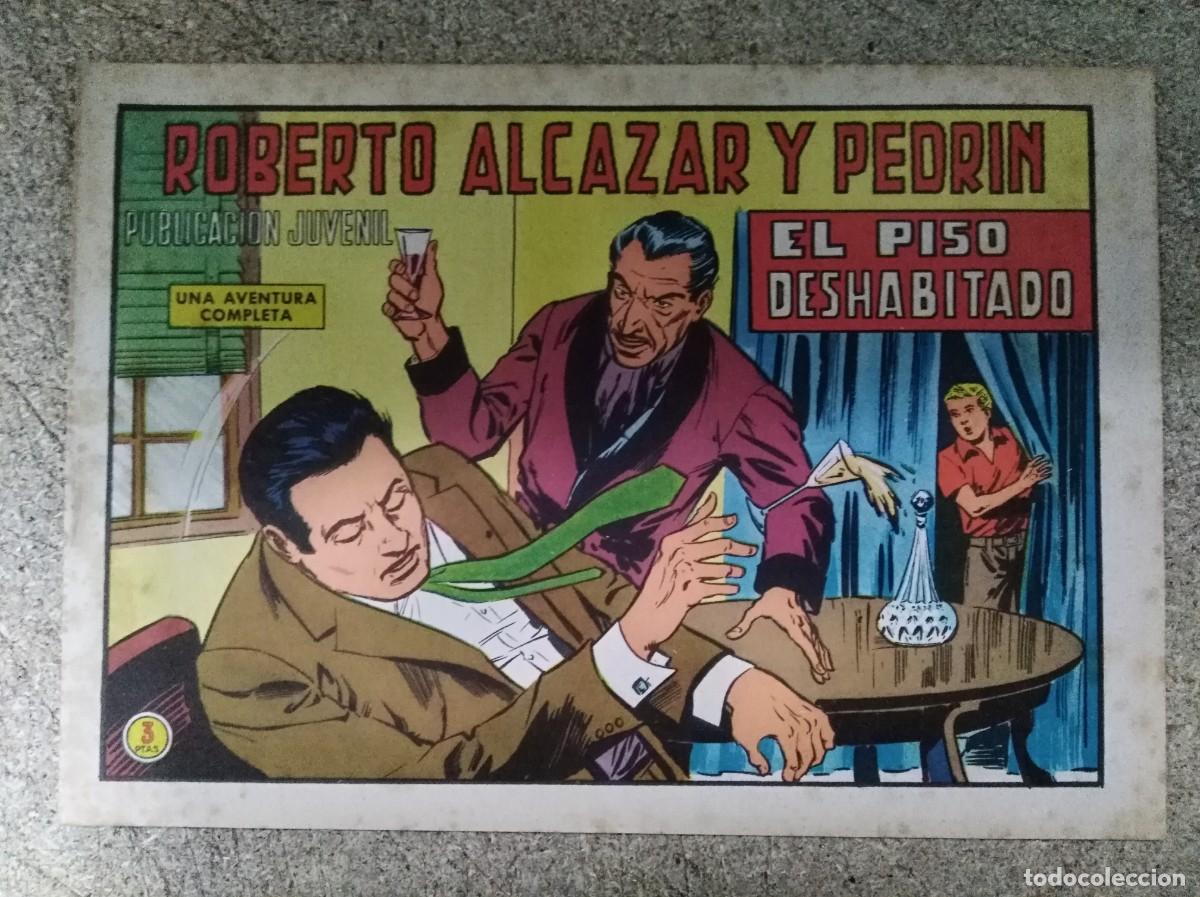 ROBERTO ALCAZAR Y PEDRIN
PUBLICACION JUVENIL
EL PISO
DESHABITADO
UNA AVENTURA
COMPLETA
3
PTAS
todocoleccion